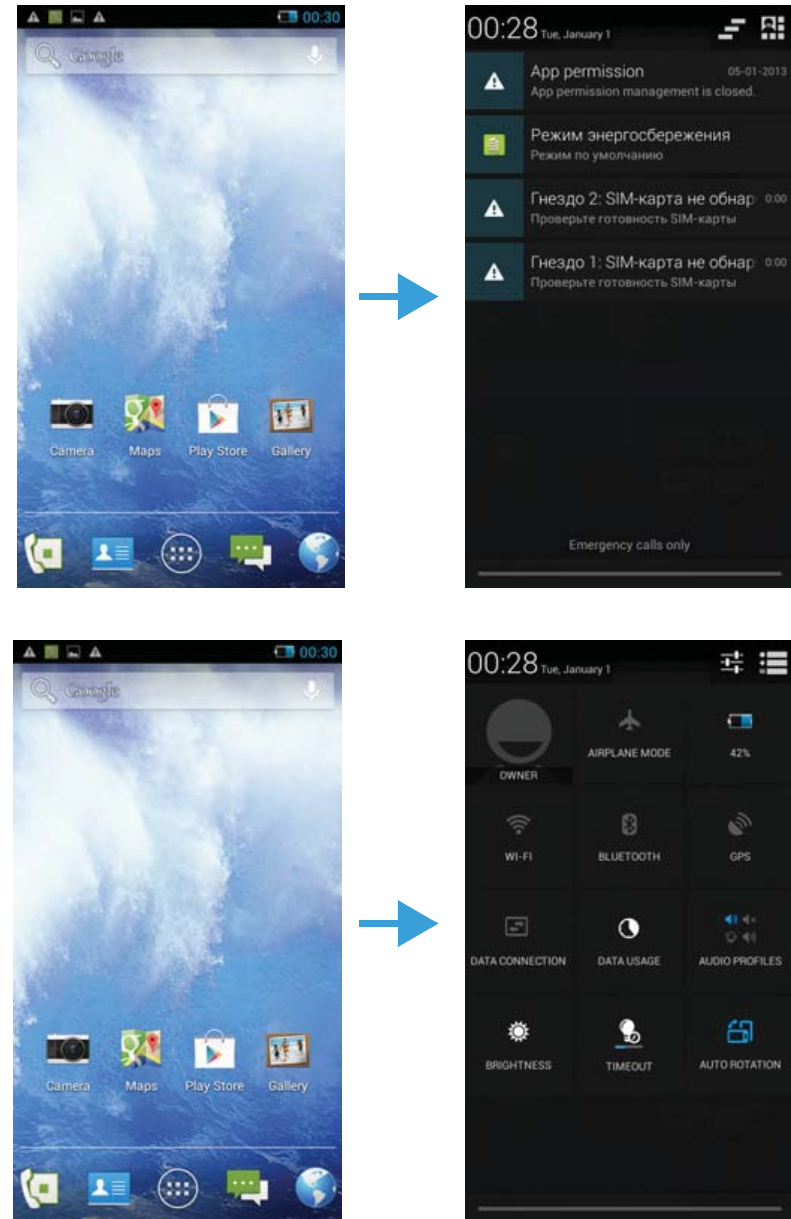 00:30
Google
Camera Maps Play Store Gallery
00:28 Tue, January 1
App permission 05-01-2013
App permission management is closed.
Режим энергосбережения
Режим по умолчанию
Гнездо 2: SIM-карта не обнар 0:00
Проверьте готовность SIM-карты
Гнездо 1: SIM-карта не обнар 0:00
Проверьте готовность SIM-карты
Emergency calls only
00:30
Google
Camera Maps Play Store Gallery
00:28 Tue, January 1
OWNER
AIRPLANE MODE
42%
WI-FI
BLUETOOTH
GPS
DATA CONNECTION
DATA USAGE
AUDIO PROFILES
BRIGHTNESS
TIMEOUT
AUTO ROTATION